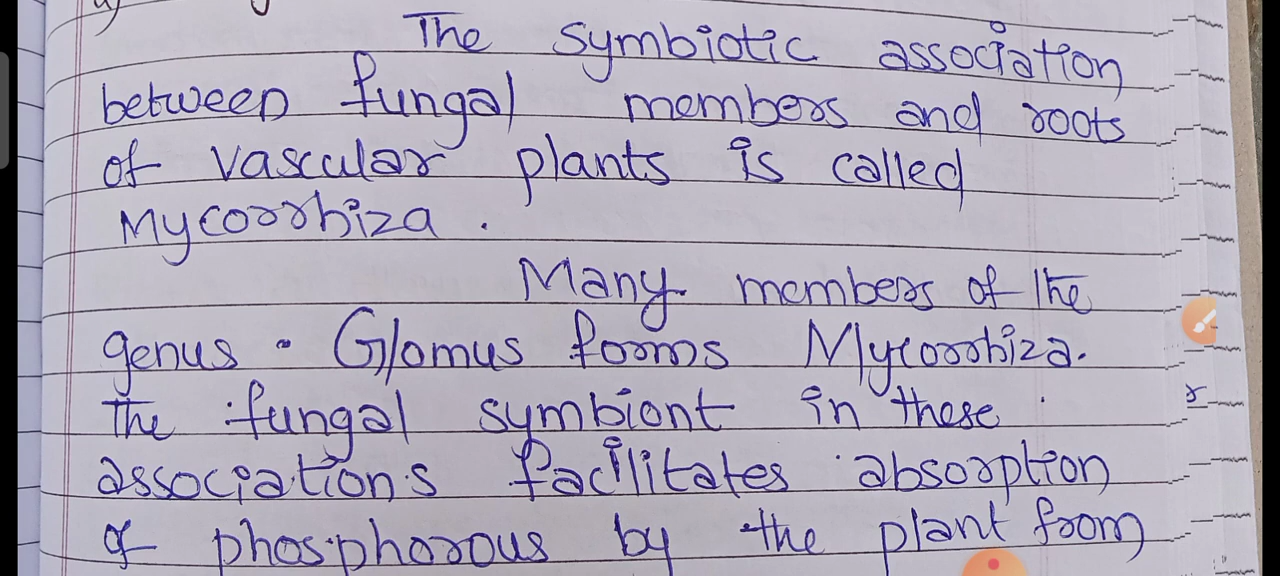 The symbiotic association
between fungal members and roots
of vascular plants is called
Mycorrhiza.
Many members of the
genus Glomus forms Mycorrhiza.
The fungal symbiont in these
associations facilitates absorption
of phosphorous by the plant from